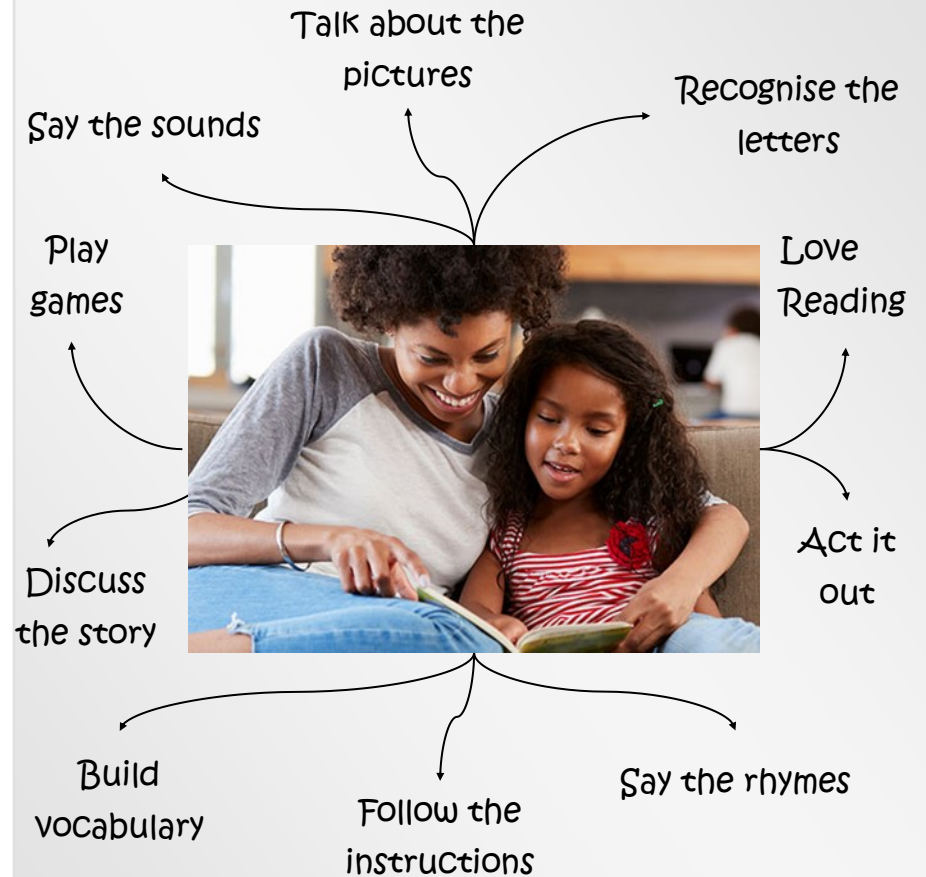 Talk about the
pictures
Recognise the
letters
Say the sounds
Play
games
Love
Reading
Discuss
the story
Act it
out
Build
vocabulary
Follow the
instructions
Say the rhymes